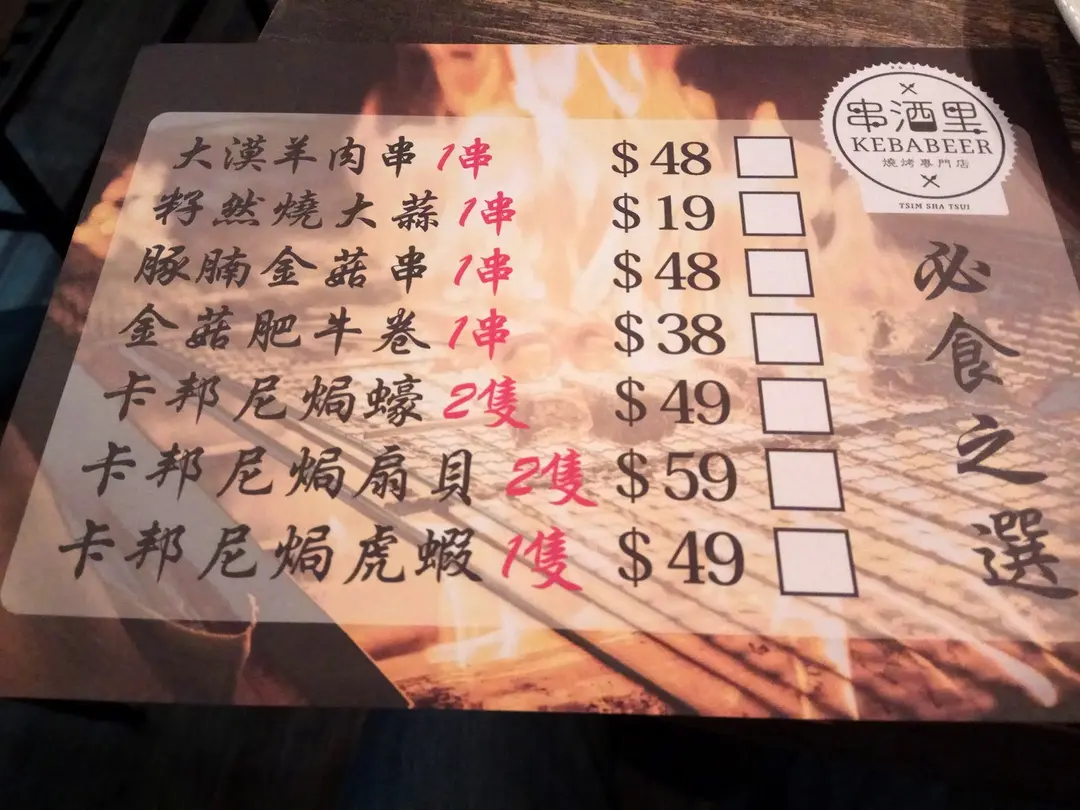 大漠羊肉串 1串 $48
籽然燒大蒜 1串 $19
豚腩金菇串 1串 $48
金菇肥牛卷 1串 $38
卡邦尼焗蠔 2隻 $49
卡邦尼焗扇貝 2隻 $59
卡邦尼焗虎蝦 1隻 $49
串酒里
KEBABEER
燒烤專門店
TSIM SHA TSUI
必食之選